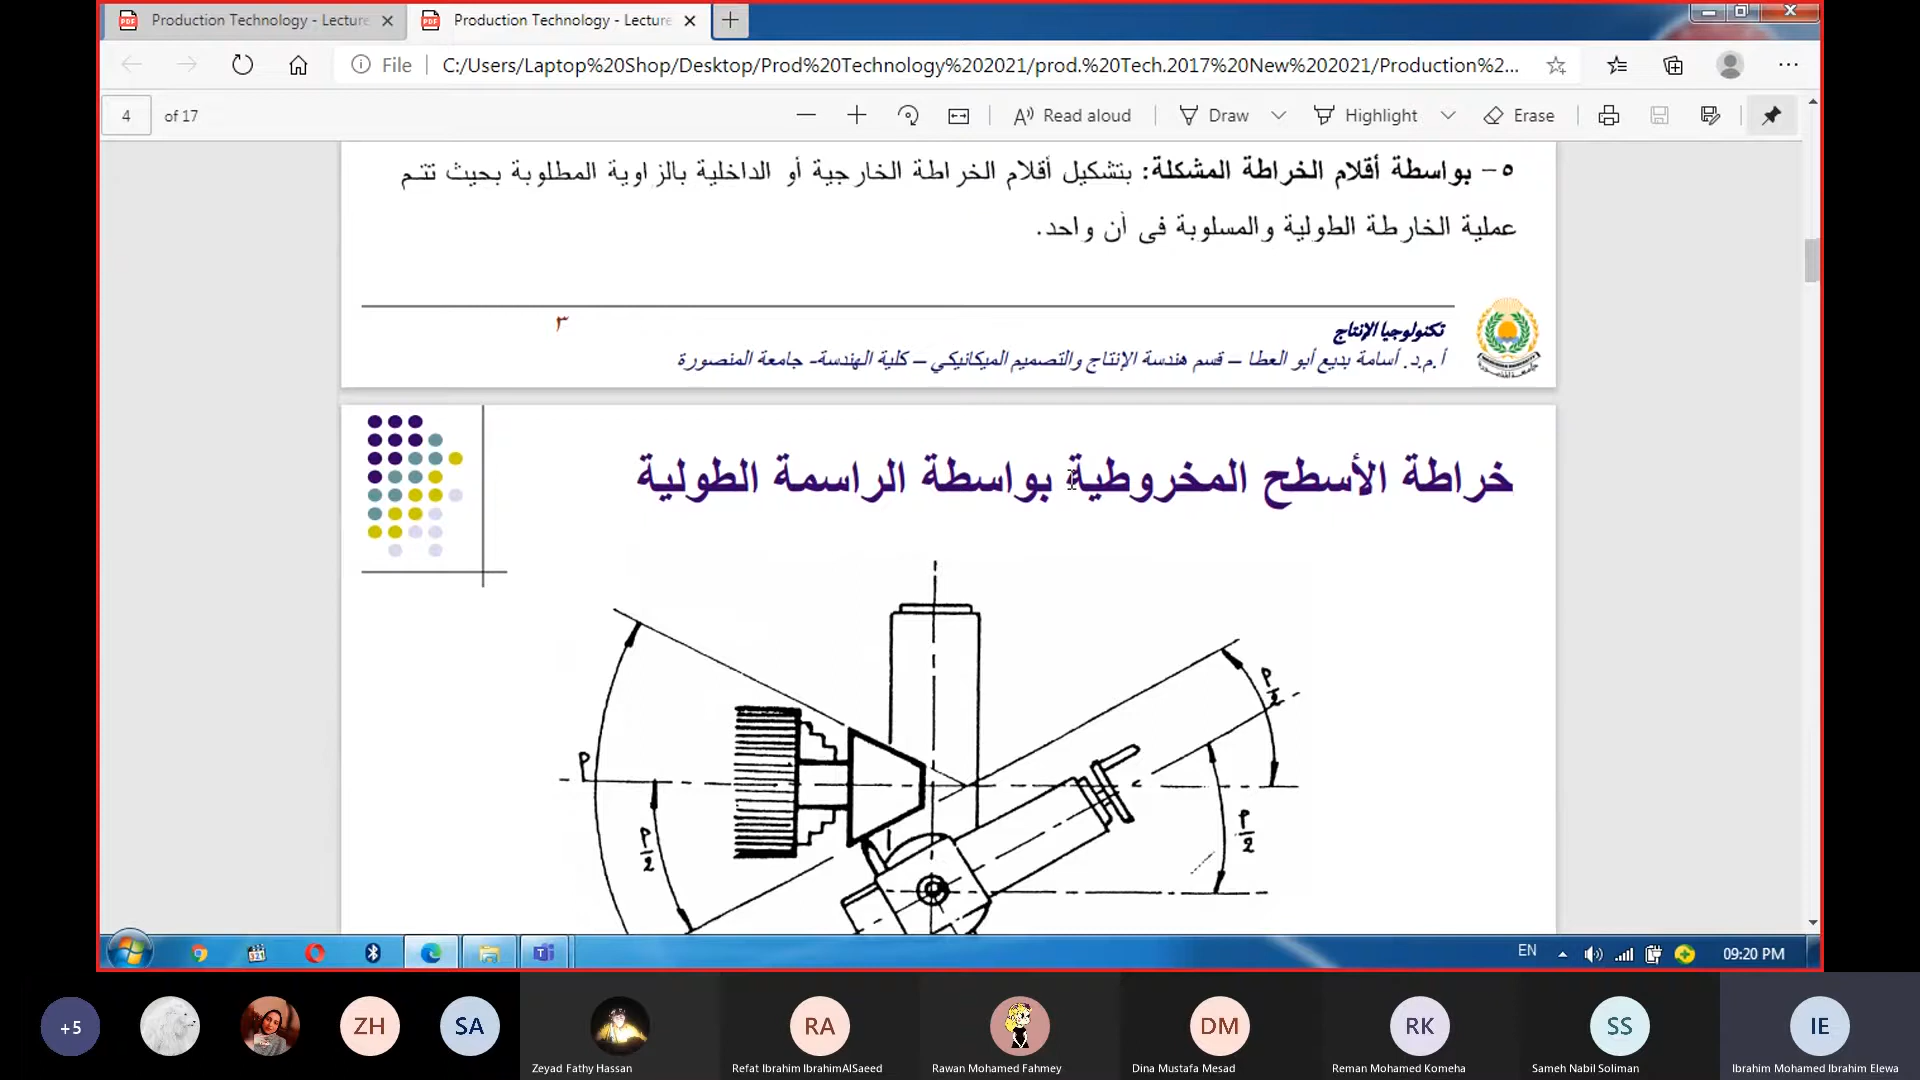 Production Technology - Lecture
Production Technology - Lecture
File
C:/Users/Laptop%20Shop/Desktop/Prod%20Technology%202021/prod.%20Tech.2017%20New%202021/Production%2...
4 of 17
Read aloud
Draw
Highlight
Erase
٥- بواسطة أقلام الخراطة المشكلة: بتشكيل أقلام الخراطة الخارجية أو الداخلية بالزاوية المطلوبة بحيث تتم
عملية الخارطة الطولية والمسلوبة فى آن واحد.
٣
تكنولوجيا الإنتاج
أ.م.د. أسامة بديع أبو العطا – قسم هندسة الإنتاج والتصميم الميكانيكي – كلية الهندسة- جامعة المنصورة
خراطة الأسطح المخروطية بواسطة الراسمة الطولية
EN
09:20 PM
+5
ZH
SA
Zeyad Fathy Hassan
RA
Refat Ibrahim IbrahimAlSaeed
Rawan Mohamed Fahmey
DM
Dina Mustafa Mesad
RK
Reman Mohamed Komeha
SS
Sameh Nabil Soliman
IE
Ibrahim Mohamed Ibrahim Elewa